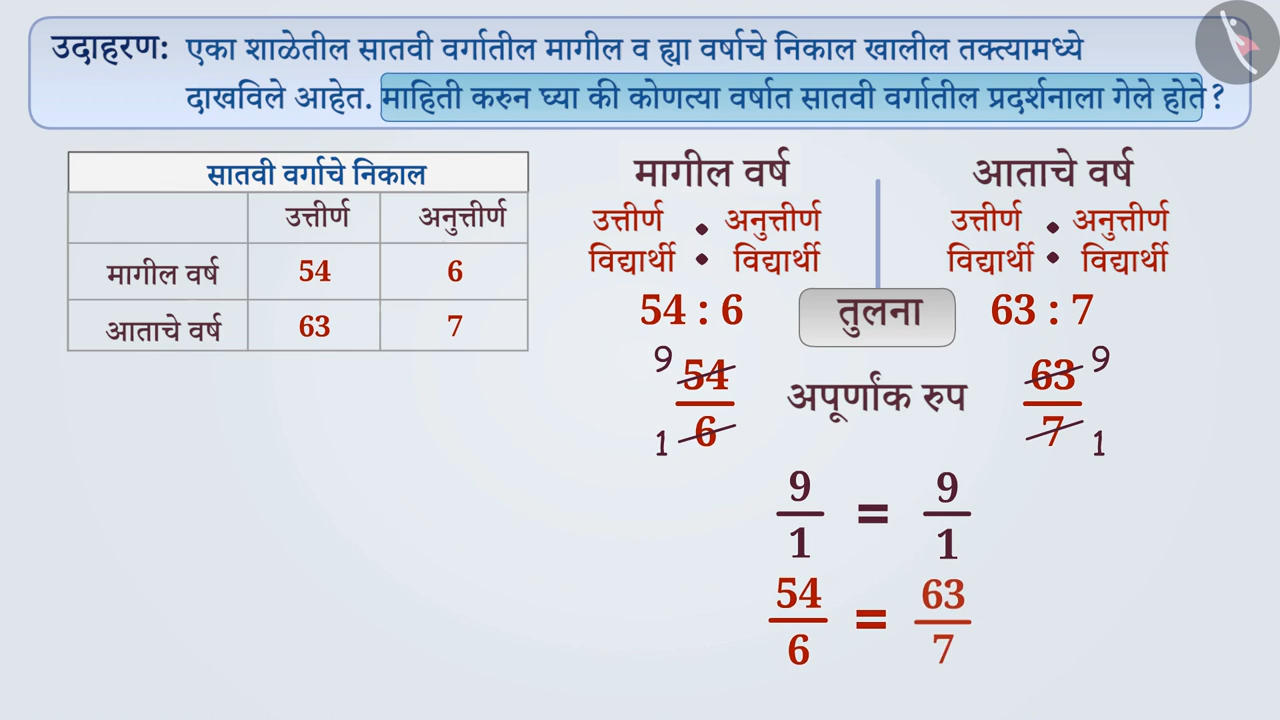 उदाहरण: एका शाळेतील सातवी वर्गातील मागील व ह्या वर्षाचे निकाल खालील तक्त्यामध्ये
दाखविले आहेत. माहिती करुन घ्या की कोणत्या वर्षात सातवी वर्गातील प्रदर्शनाला गेले होते?
सातवी वर्गाचे निकाल
उत्तीर्ण अनुत्तीर्ण
मागील वर्ष 54 6
आताचे वर्ष 63 7
मागील वर्ष
उत्तीर्ण : अनुत्तीर्ण
विद्यार्थी विद्यार्थी
54 : 6
आताचे वर्ष
उत्तीर्ण : अनुत्तीर्ण
विद्यार्थी विद्यार्थी
63 : 7
तुलना
9 54 63 9
अपूर्णांक रुप
1 6 7 1
9 = 9
1 1
54 = 63
6 7